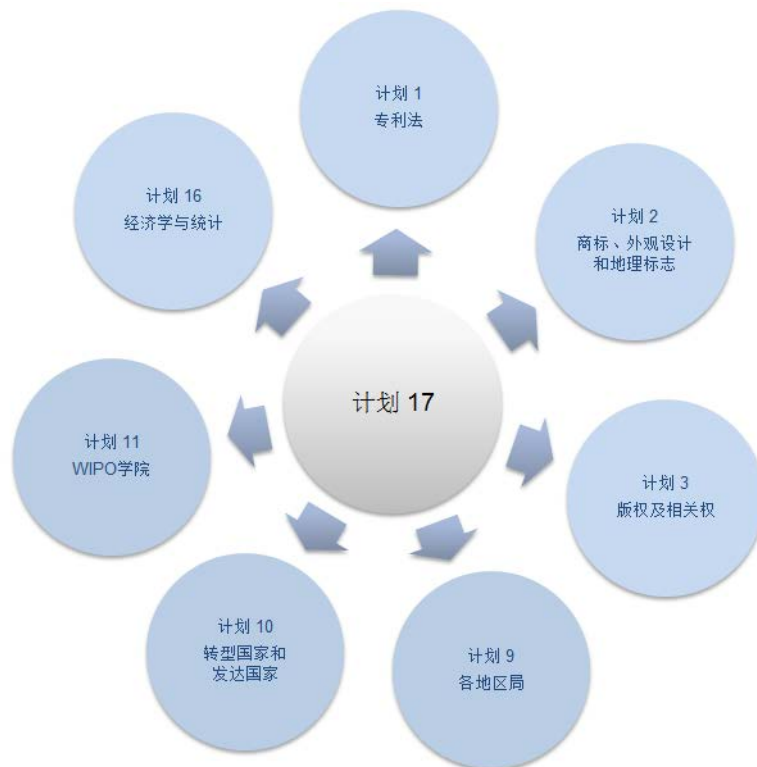 计划 1
专利法
计划 2
商标、外观设计
和地理标志
计划 3
版权及相关权
计划 9
各地区局
计划 10
转型国家和
发达国家
计划 11
WIPO学院
计划 16
经济学与统计
计划 17